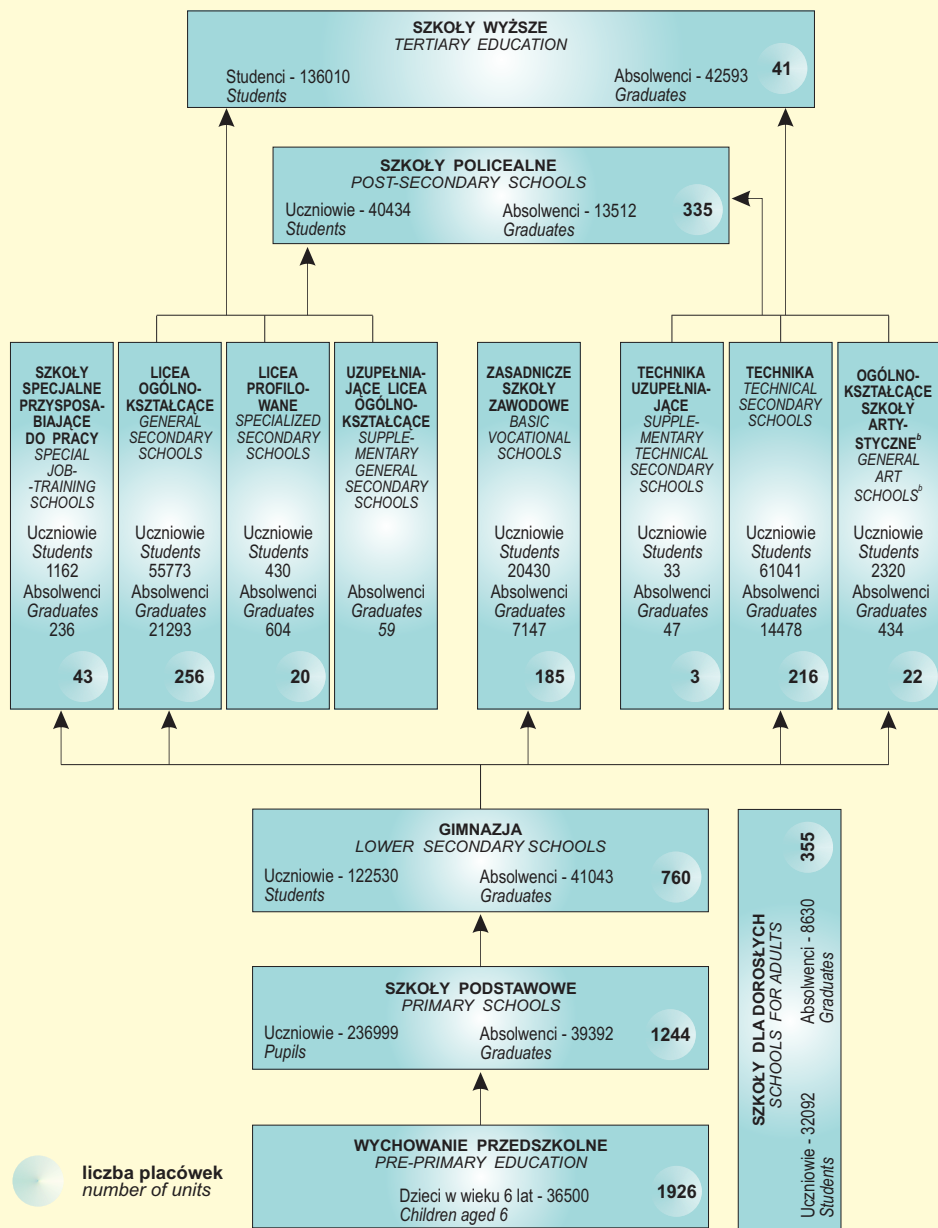 SZKOŁY WYŻSZE
TERTIARY EDUCATION
Studenci - 136010
Students
Absolwenci - 42593
Graduates
41
SZKOŁY POLICEALNE
POST-SECONDARY SCHOOLS
Uczniowie - 40434
Students
Absolwenci - 13512
Graduates
335
SZKOŁY
SPECJALNE
PRZYSPOSA-
BIAJĄCE
DO PRACY
SPECIAL
JOB-
-TRAINING
SCHOOLS
Uczniowie
Students
1162
Absolwenci
Graduates
236
43
LICEA
OGÓLNO-
KSZTAŁCĄCE
GENERAL
SECONDARY
SCHOOLS
Uczniowie
Students
55773
Absolwenci
Graduates
21293
256
LICEA
PROFILO-
WANE
SPECIALIZED
SECONDARY
SCHOOLS
Uczniowie
Students
430
Absolwenci
Graduates
604
20
UZUPEŁNIA-
JĄCE LICEA
OGÓLNO-
KSZTAŁCĄCE
SUPPLE-
MENTARY
GENERAL
SECONDARY
SCHOOLS
Absolwenci
Graduates
59
ZASADNICZE
SZKOŁY
ZAWODOWE
BASIC
VOCATIONAL
SCHOOLS
Uczniowie
Students
20430
Absolwenci
Graduates
7147
185
TECHNIKA
UZUPEŁNIA-
JĄCE
SUPPLE-
MENTARY
TECHNICAL
SECONDARY
SCHOOLS
Uczniowie
Students
33
Absolwenci
Graduates
47
3
TECHNIKA
TECHNICAL
SECONDARY
SCHOOLS
Uczniowie
Students
61041
Absolwenci
Graduates
14478
216
OGÓLNO-
KSZTAŁCĄCE
SZKOŁY
ARTY-
STYCZNEᵇ
GENERAL
ART
SCHOOLSᵇ
Uczniowie
Students
2320
Absolwenci
Graduates
434
22
GIMNAZJA
LOWER SECONDARY SCHOOLS
Uczniowie - 122530
Students
Absolwenci - 41043
Graduates
760
SZKOŁY PODSTAWOWE
PRIMARY SCHOOLS
Uczniowie - 236999
Pupils
Absolwenci - 39392
Graduates
1244
WYCHOWANIE PRZEDSZKOLNE
PRE-PRIMARY EDUCATION
Dzieci w wieku 6 lat - 36500
Children aged 6
1926
SZKOŁY DLA DOROSŁYCH
SCHOOLS FOR ADULTS
Uczniowie - 32092
Students
Absolwenci - 8630
Graduates
355
liczba placówek
number of units